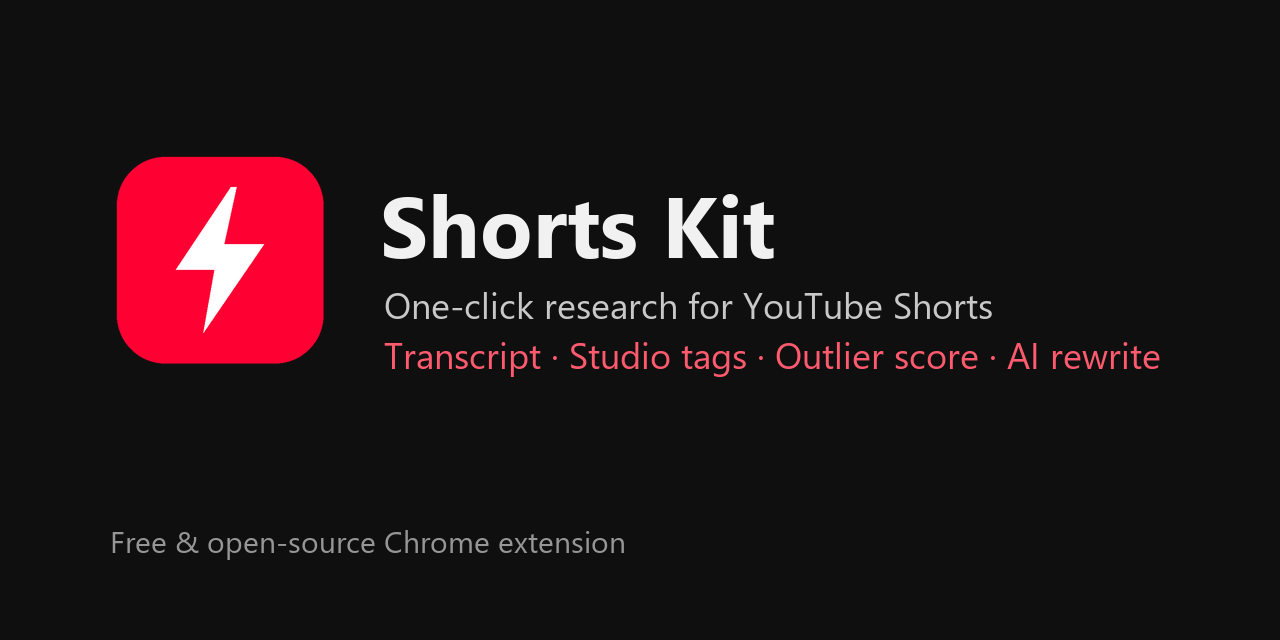 Shorts Kit
One-click research for YouTube Shorts
Transcript · Studio tags · Outlier score · AI rewrite
Free & open-source Chrome extension